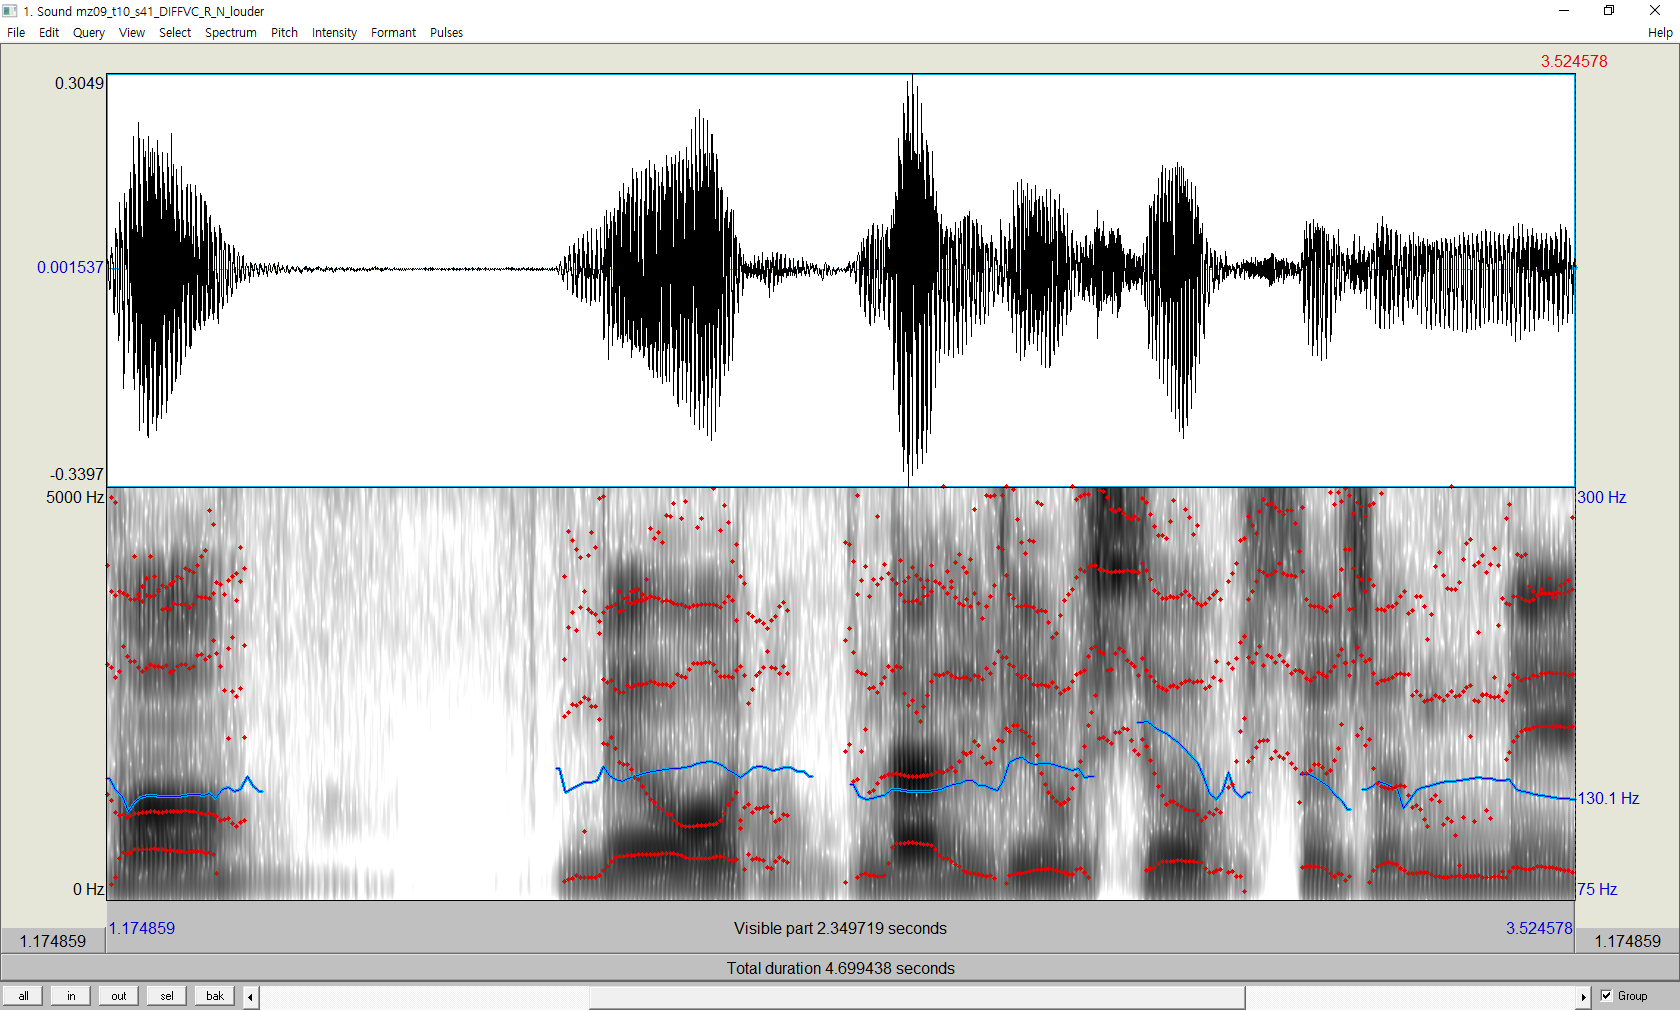 1. Sound mz09_t10_s41_DIFFVC_R_N_louder
File Edit Query View Select Spectrum Pitch Intensity Formant Pulses Help
3.524578
0.3049
0.001537
-0.3397
5000 Hz 300 Hz
130.1 Hz
0 Hz 75 Hz
1.174859 Visible part 2.349719 seconds 3.524578
1.174859 1.174859
Total duration 4.699438 seconds
all in out sel bak Group